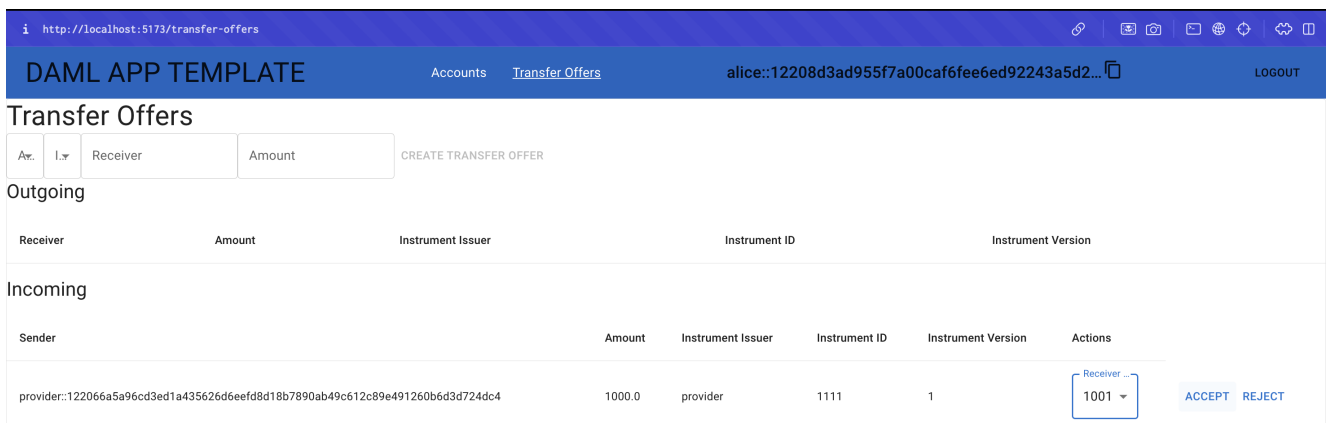 i http://localhost:5173/transfer-offers
DAML APP TEMPLATE Accounts Transfer Offers alice::12208d3ad955f7a00caf6fee6ed92243a5d2... LOGOUT
Transfer Offers
A... I... Receiver Amount CREATE TRANSFER OFFER
Outgoing
Receiver Amount Instrument Issuer Instrument ID Instrument Version
Incoming
Sender Amount Instrument Issuer Instrument ID Instrument Version Actions
Receiver ...
provider::122066a5a96cd3ed1a435626d6eefd8d18b7890ab49c612c89e491260b6d3d724dc4 1000.0 provider 1111 1 1001 ACCEPT REJECT